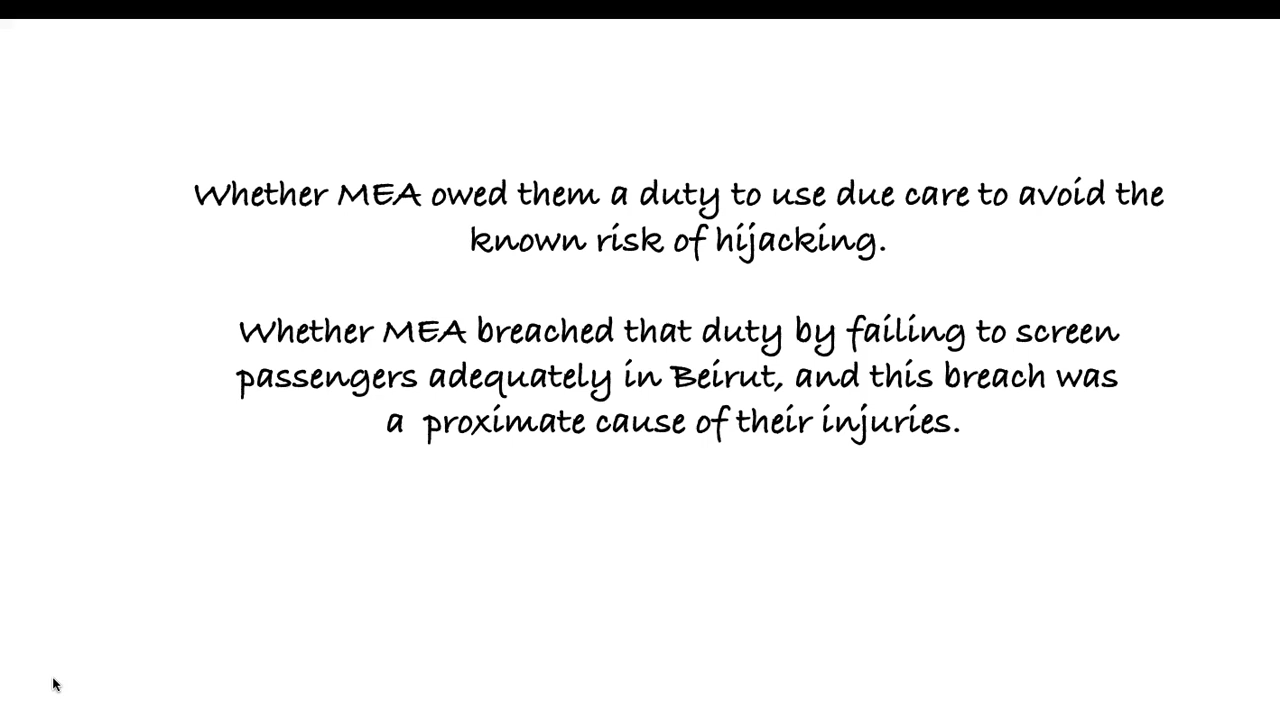 Whether MEA owed them a duty to use due care to avoid the
known risk of hijacking.
Whether MEA breached that duty by failing to screen
passengers adequately in Beirut, and this breach was
a proximate cause of their injuries.